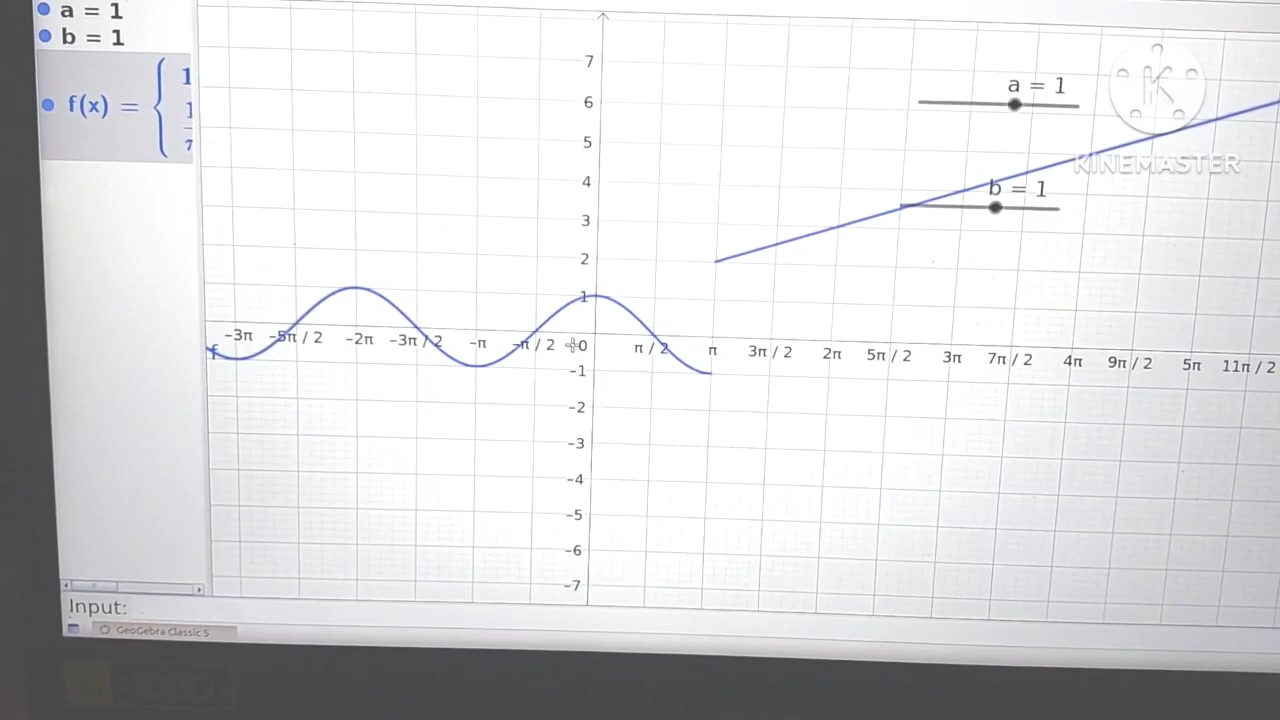 a = 1
b = 1
f(x) = { 1
1
7
6
5
4
3
2
1
-1
-2
-3
-4
-5
-6
-7
-3π -5π / 2 -2π -3π / 2 -π -π / 2 0 π / 2 π 3π / 2 2π 5π / 2 3π 7π / 2 4π 9π / 2 5π 11π / 2
f
a = 1
b = 1
K
KINEMASTER
Input:
GeoGebra Classic 5